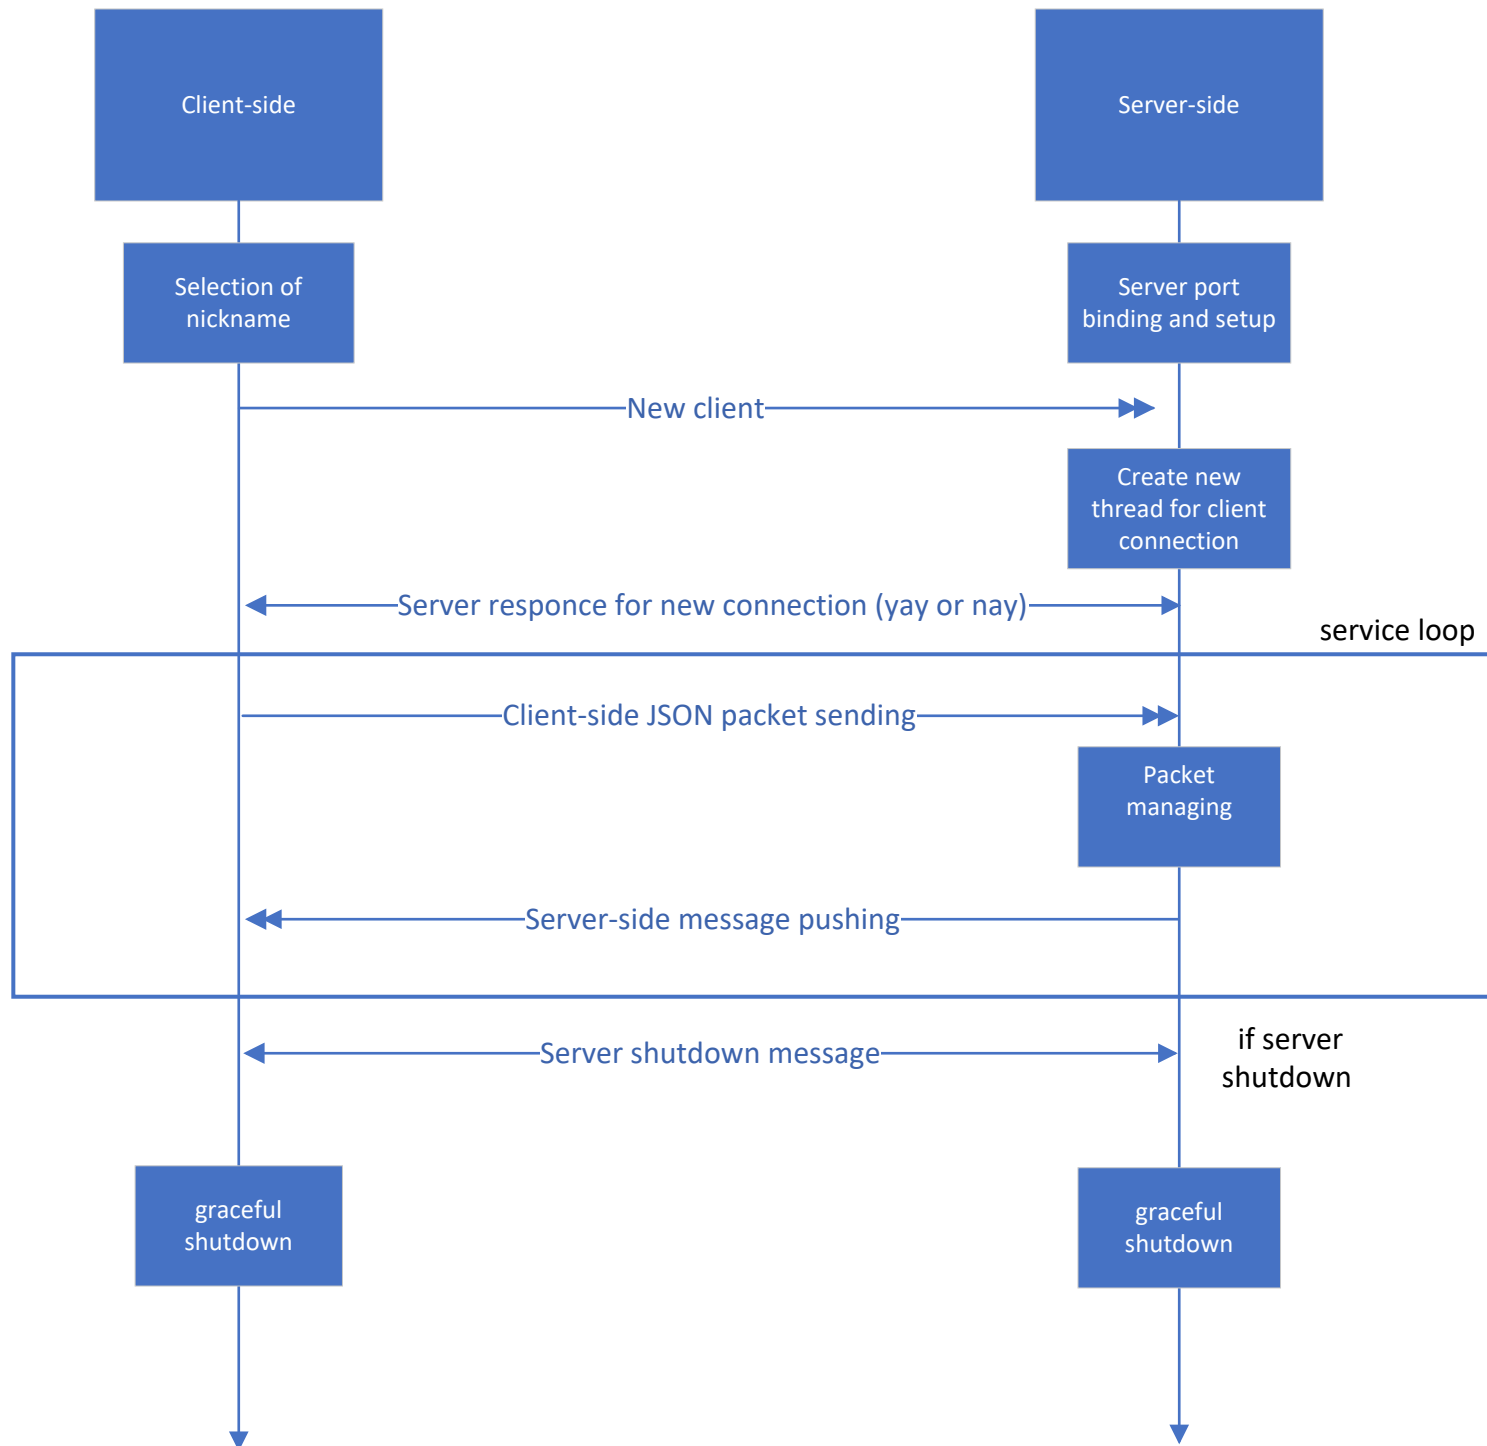 Client-side
Server-side
Selection of
nickname
Server port
binding and setup
New client
Create new
thread for client
connection
Server responce for new connection (yay or nay)
service loop
Client-side JSON packet sending
Packet
managing
Server-side message pushing
Server shutdown message
if server
shutdown
graceful
shutdown
graceful
shutdown